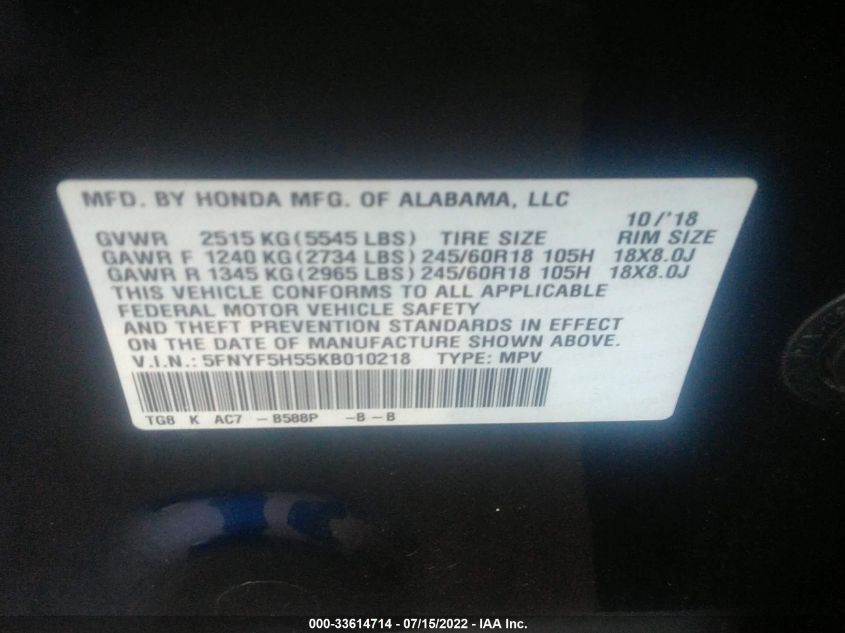 MFD. BY HONDA MFG. OF ALABAMA, LLC
10/'18
GVWR 2515 KG (5545 LBS) TIRE SIZE RIM SIZE
GAWR F 1240 KG (2734 LBS) 245/60R18 105H 18X8.0J
GAWR R 1345 KG (2965 LBS) 245/60R18 105H 18X8.0J
THIS VEHICLE CONFORMS TO ALL APPLICABLE
FEDERAL MOTOR VEHICLE SAFETY
AND THEFT PREVENTION STANDARDS IN EFFECT
ON THE DATE OF MANUFACTURE SHOWN ABOVE.
V.I.N.: 5FNYF5H55KB010218 TYPE: MPV
TG8 K AC7 -B588P -B-B
000-33614714 - 07/15/2022 - IAA Inc.